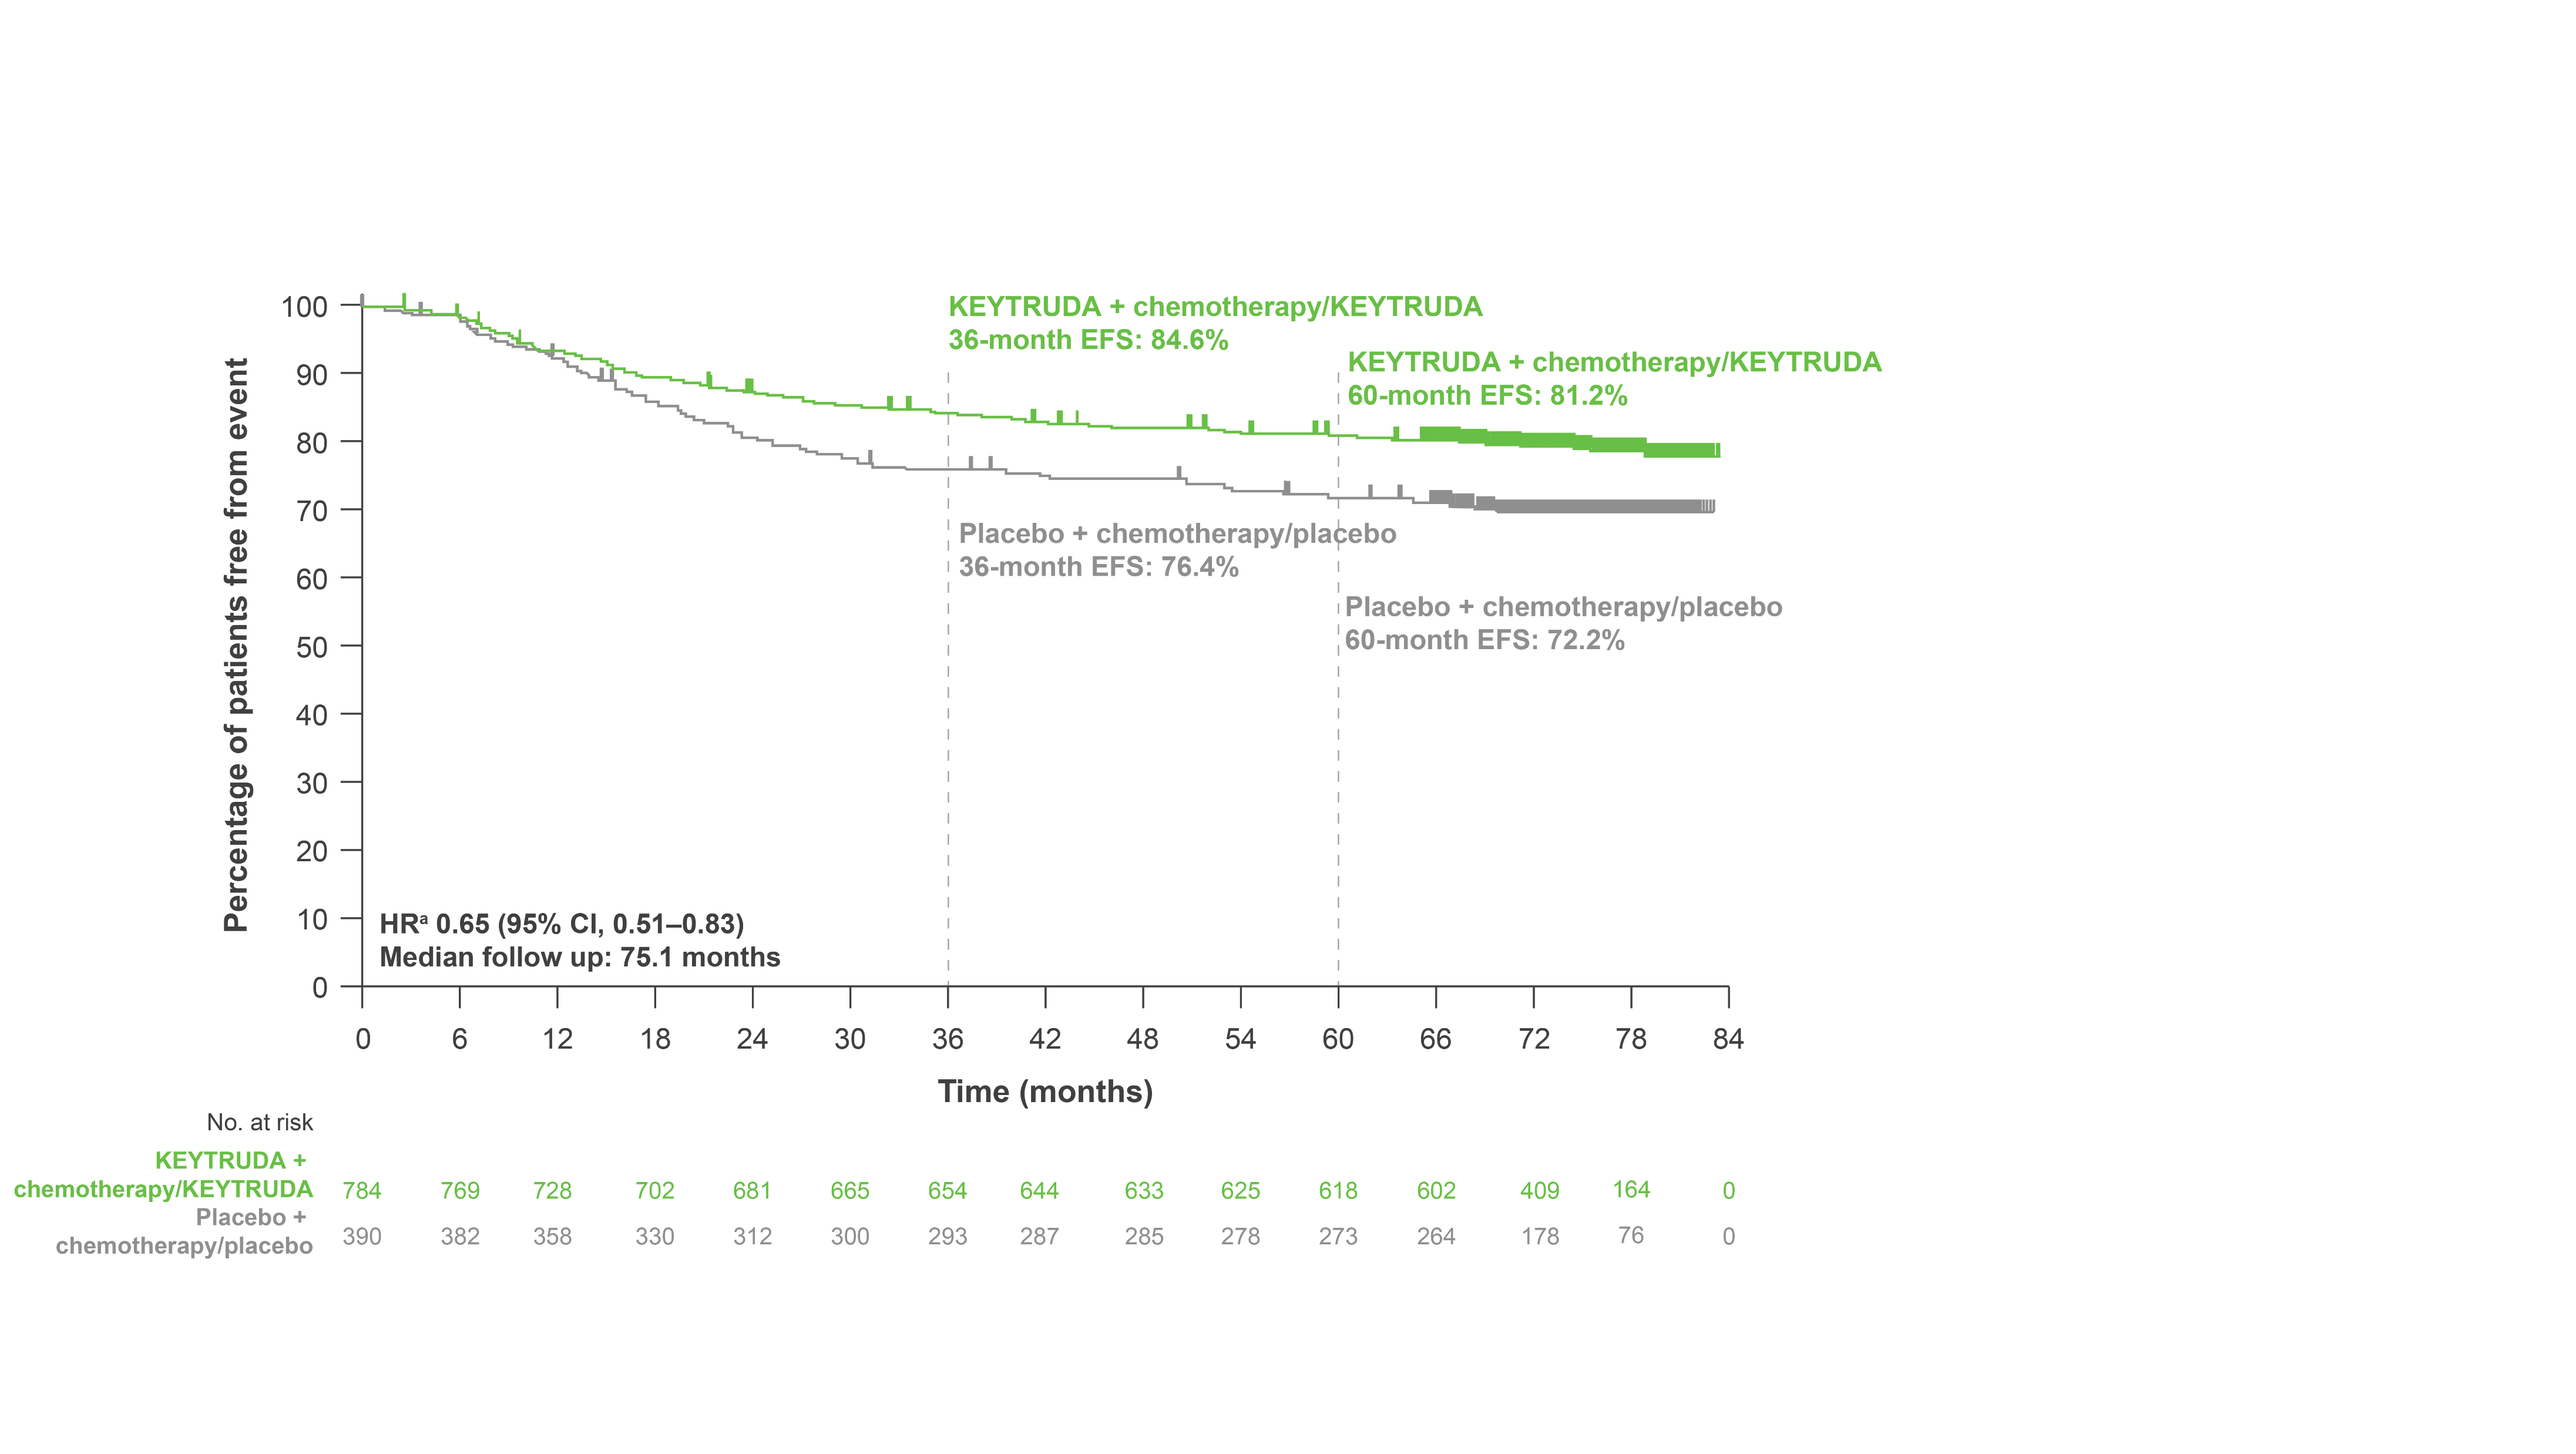 Percentage of patients free from event
100
90
80
70
60
50
40
30
20
10
0
KEYTRUDA + chemotherapy/KEYTRUDA
36-month EFS: 84.6%
KEYTRUDA + chemotherapy/KEYTRUDA
60-month EFS: 81.2%
Placebo + chemotherapy/placebo
36-month EFS: 76.4%
Placebo + chemotherapy/placebo
60-month EFS: 72.2%
HRª 0.65 (95% CI, 0.51–0.83)
Median follow up: 75.1 months
0 6 12 18 24 30 36 42 48 54 60 66 72 78 84
Time (months)
No. at risk
KEYTRUDA +
chemotherapy/KEYTRUDA 784 769 728 702 681 665 654 644 633 625 618 602 409 164 0
Placebo +
chemotherapy/placebo 390 382 358 330 312 300 293 287 285 278 273 264 178 76 0